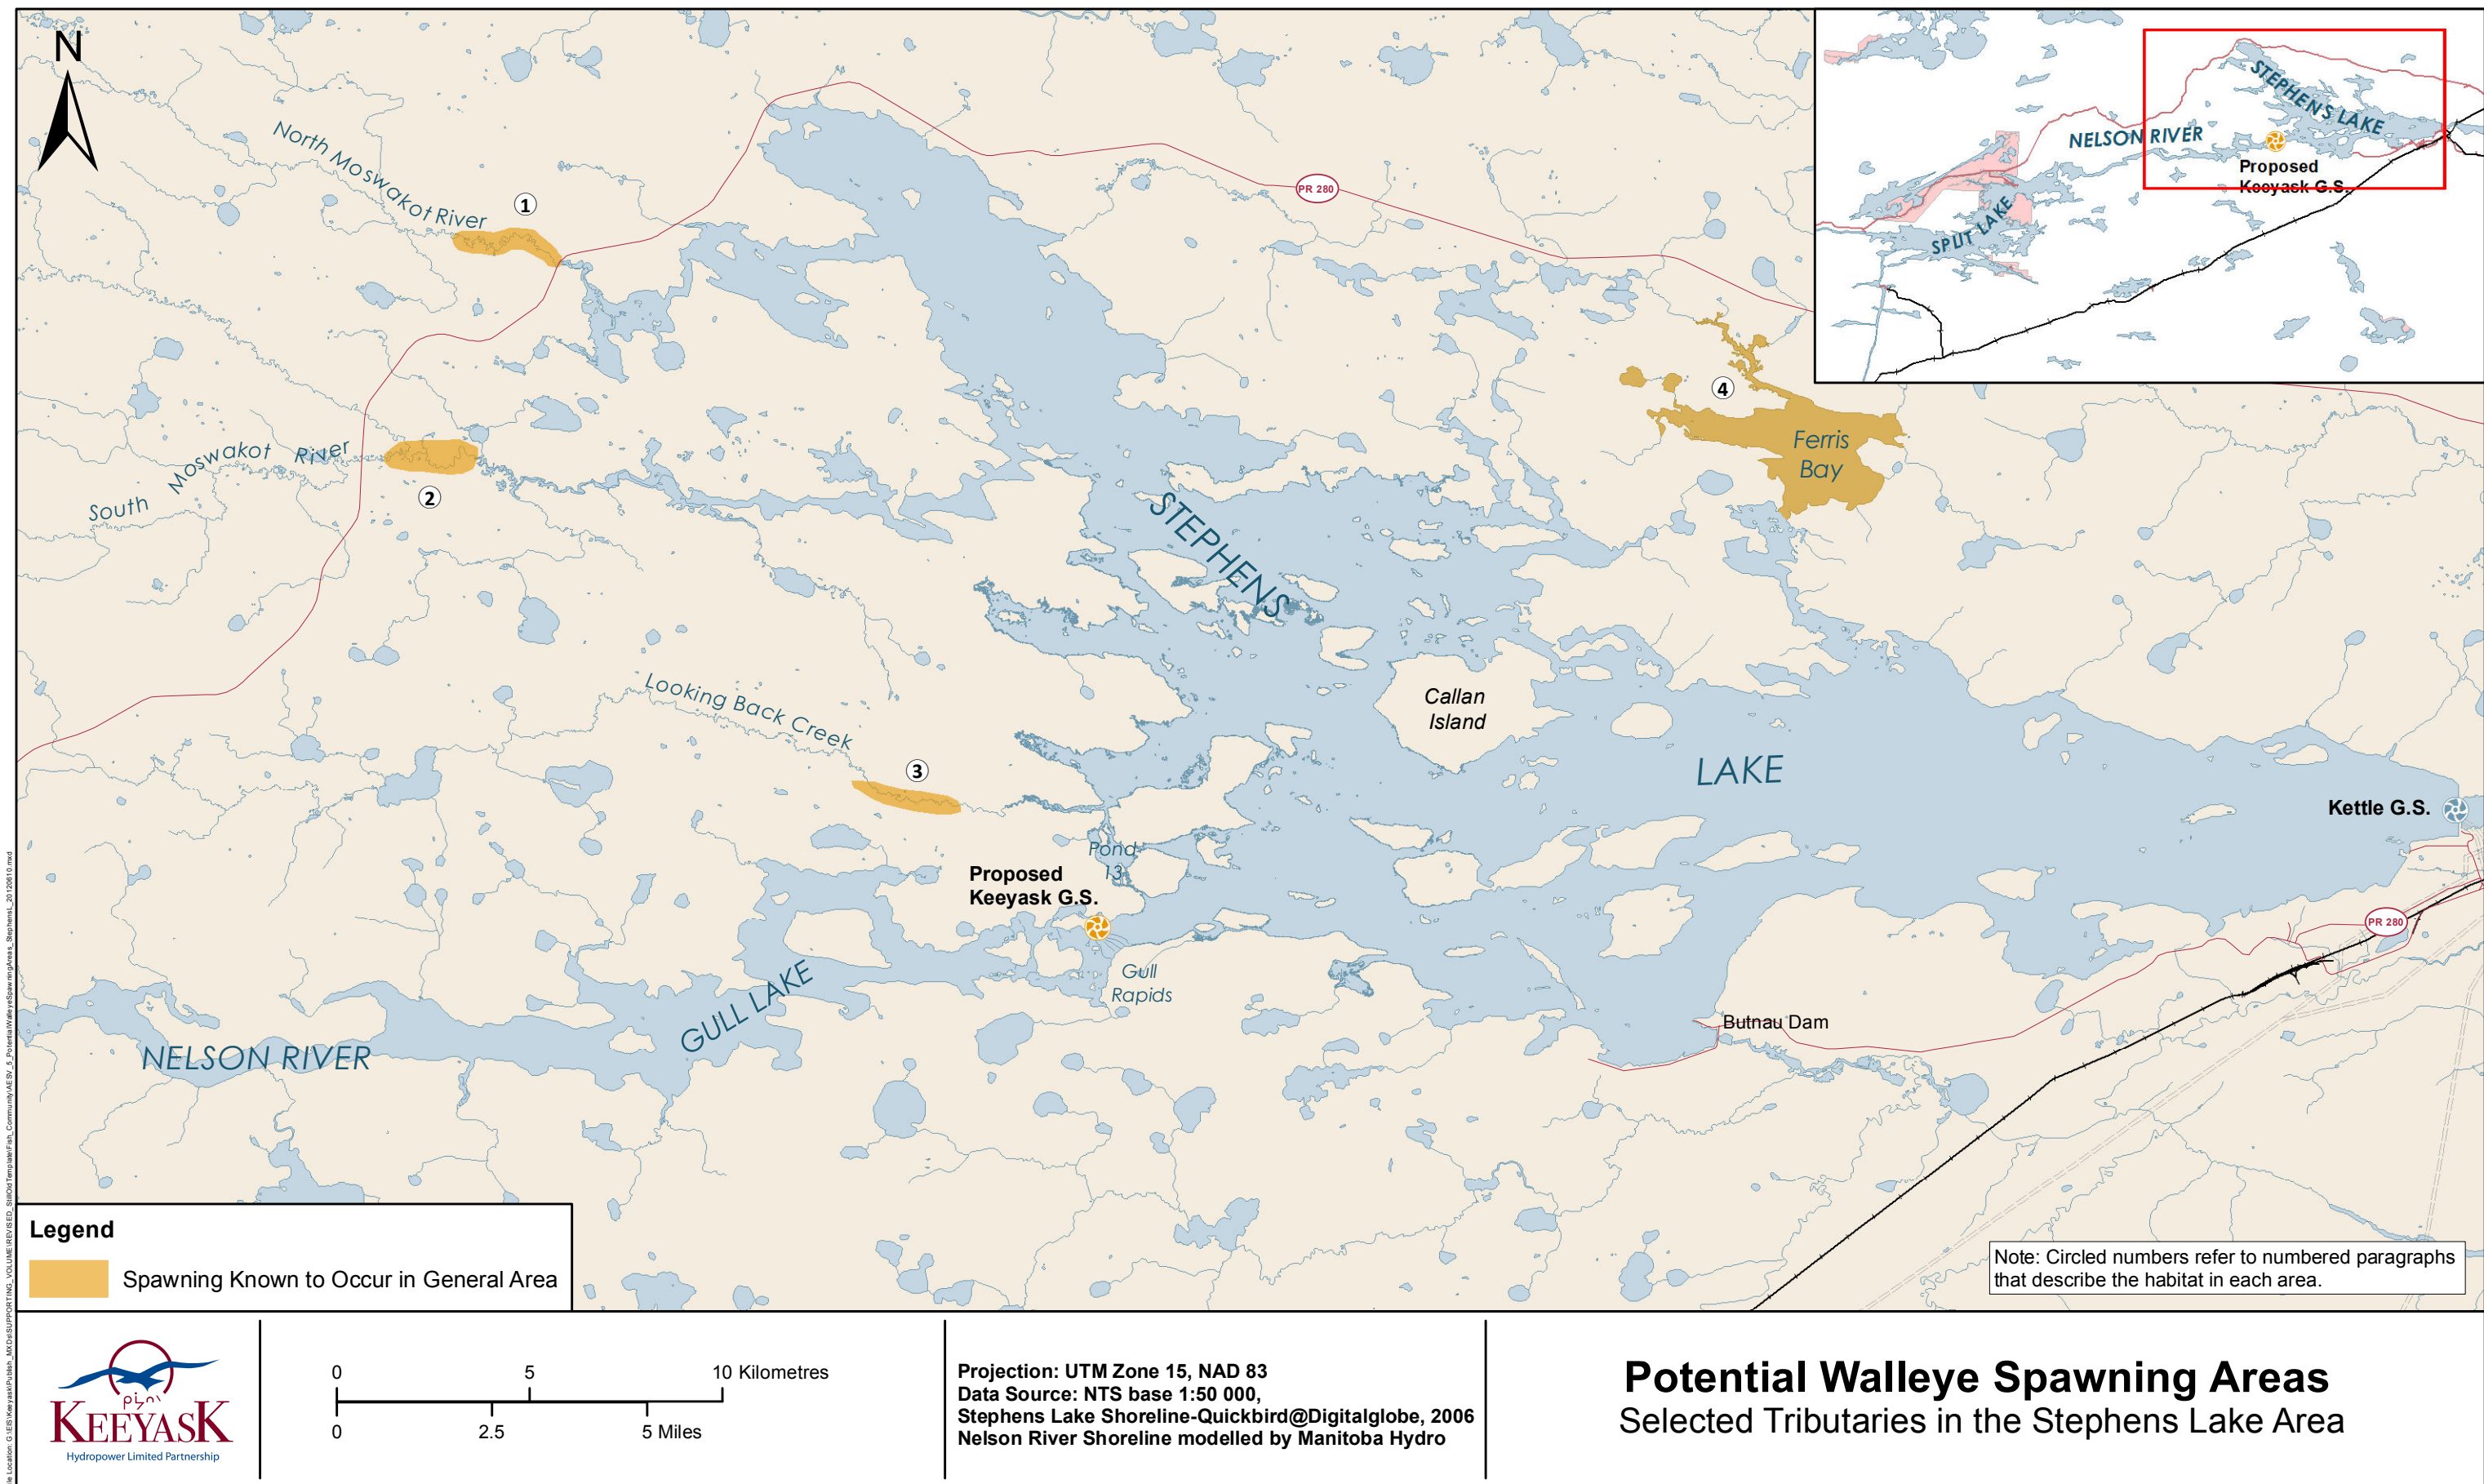 N
North Moswakot River
1
PR 280
STEPHENS LAKE
NELSON RIVER
Proposed
Keeyask G.S.
SPLIT LAKE
4
Ferris
Bay
South Moswakot River
2
STEPHENS
Callan
Island
Looking Back Creek
3
LAKE
Kettle G.S.
Pond
13
Proposed
Keeyask G.S.
PR 280
Gull
Rapids
GULL LAKE
Butnau Dam
NELSON RIVER
Legend
Spawning Known to Occur in General Area
Note: Circled numbers refer to numbered paragraphs
that describe the habitat in each area.
KEEYASK
Hydropower Limited Partnership
0 5 10 Kilometres
0 2.5 5 Miles
Projection: UTM Zone 15, NAD 83
Data Source: NTS base 1:50 000,
Stephens Lake Shoreline-Quickbird@Digitalglobe, 2006
Nelson River Shoreline modelled by Manitoba Hydro
Potential Walleye Spawning Areas
Selected Tributaries in the Stephens Lake Area